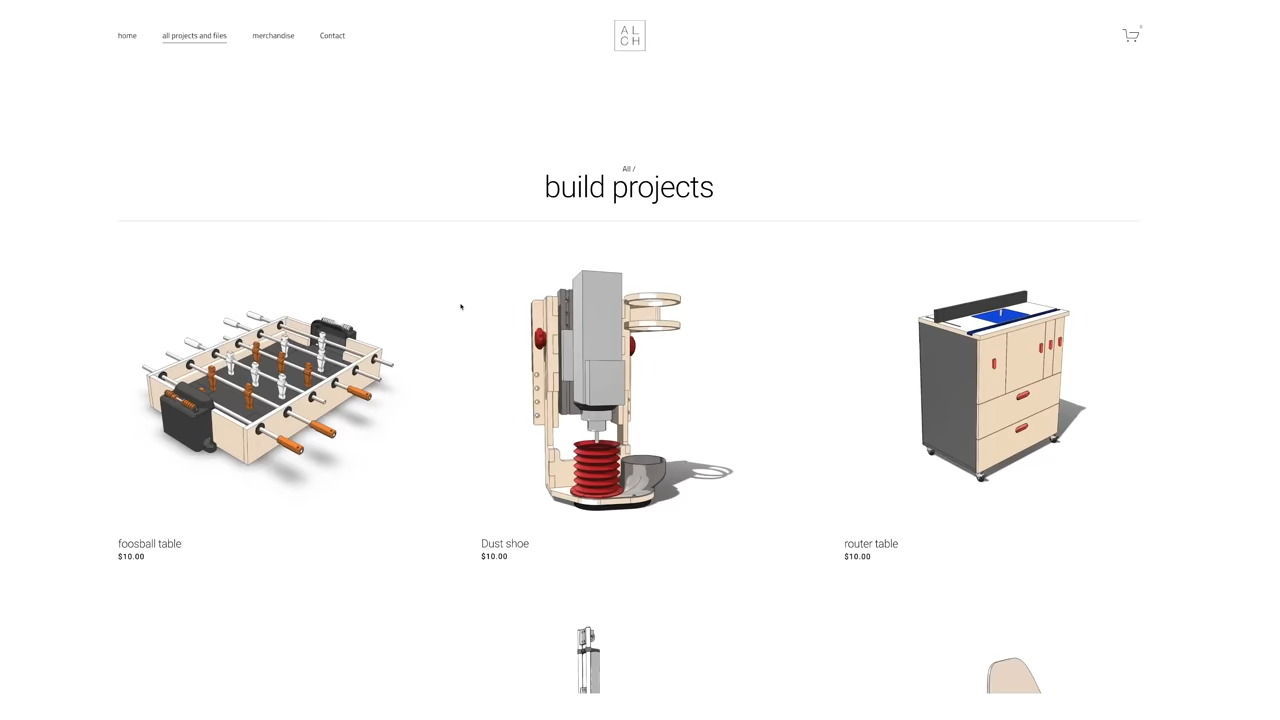 home
all projects and files
merchandise
Contact
AL
CH
0
All /
build projects
foosball table
$10.00
Dust shoe
$10.00
router table
$10.00